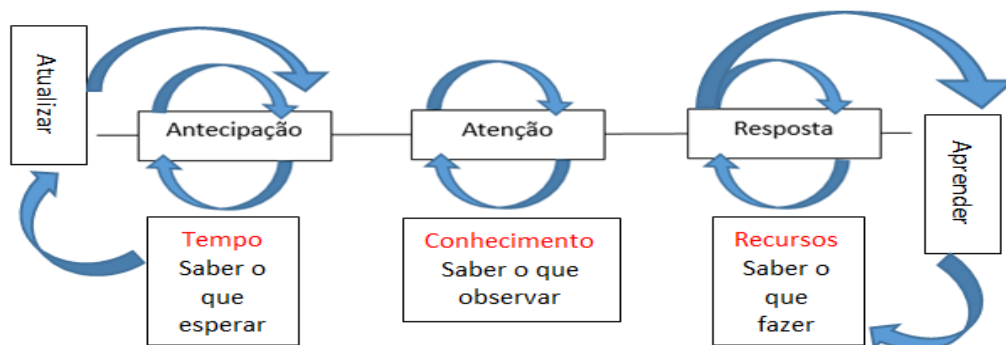 Atualizar
Antecipação
Atenção
Resposta
Aprender
Tempo
Saber o
que
esperar
Conhecimento
Saber o que
observar
Recursos
Saber o
que
fazer